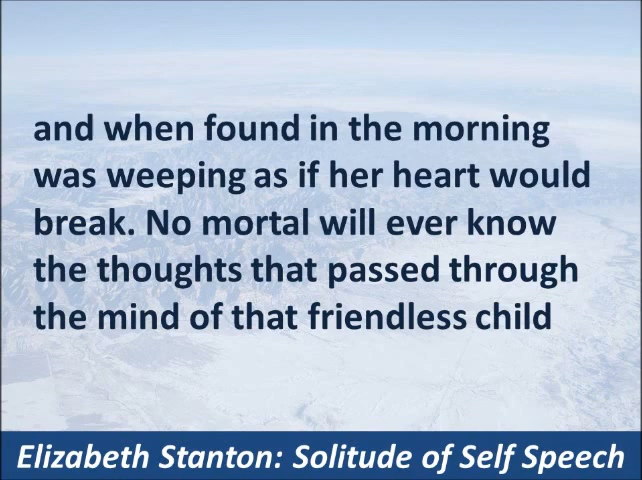 and when found in the morning
was weeping as if her heart would
break. No mortal will ever know
the thoughts that passed through
the mind of that friendless child
Elizabeth Stanton: Solitude of Self Speech